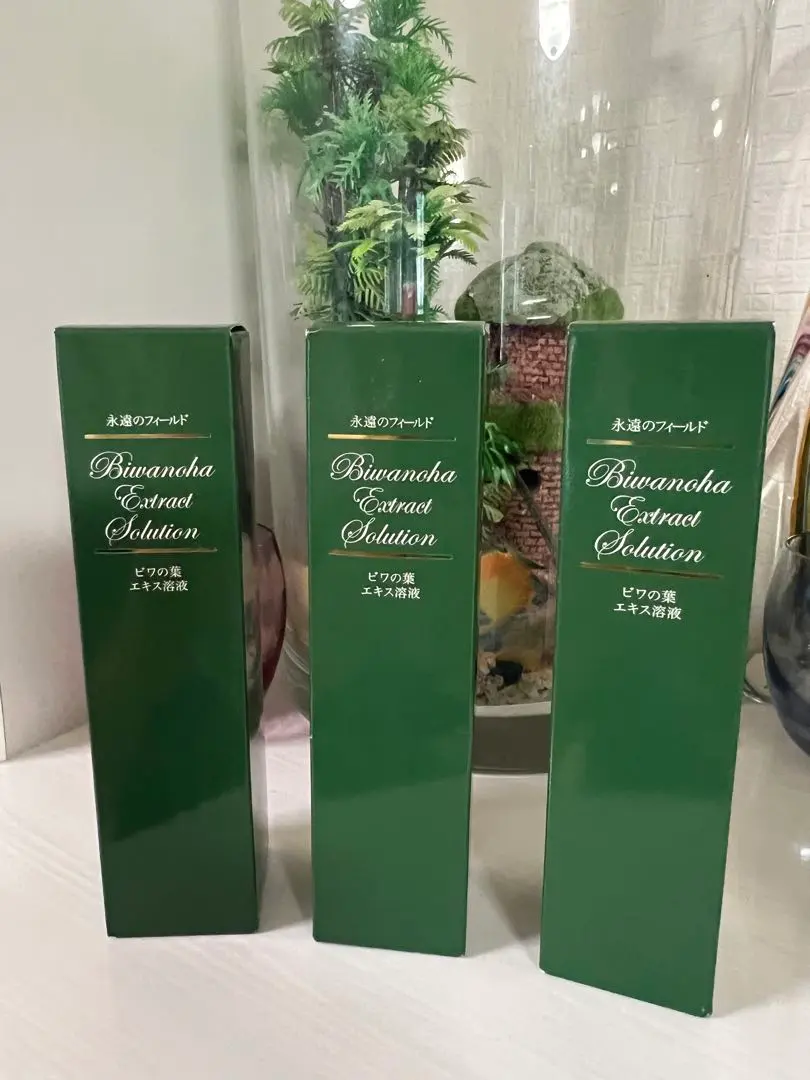 永遠のフィールド
Biwanoha
Extract
Solution
ビワの葉
エキス溶液
永遠のフィールド
Biwanoha
Extract
Solution
ビワの葉
エキス溶液
永遠のフィールド
Biwanoha
Extract
Solution
ビワの葉
エキス溶液